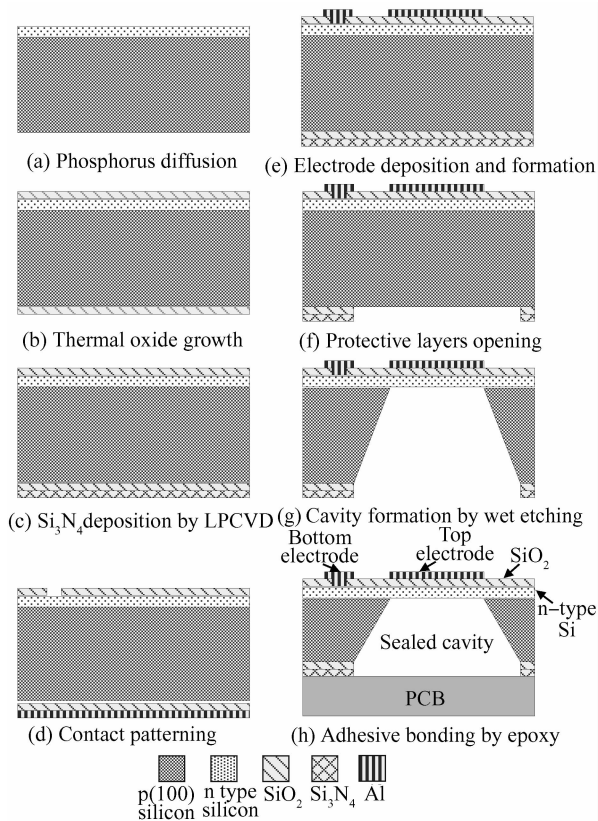 (a) Phosphorus diffusion
(b) Thermal oxide growth
(c) Si₃N₄deposition by LPCVD
(d) Contact patterning
(e) Electrode deposition and formation
(f) Protective layers opening
(g) Cavity formation by wet etching
Bottom
electrode
Top
electrode
SiO₂
n−type
Si
Sealed cavity
PCB
(h) Adhesive bonding by epoxy
p(100)
silicon
n type
silicon
SiO₂
Si₃N₄
Al